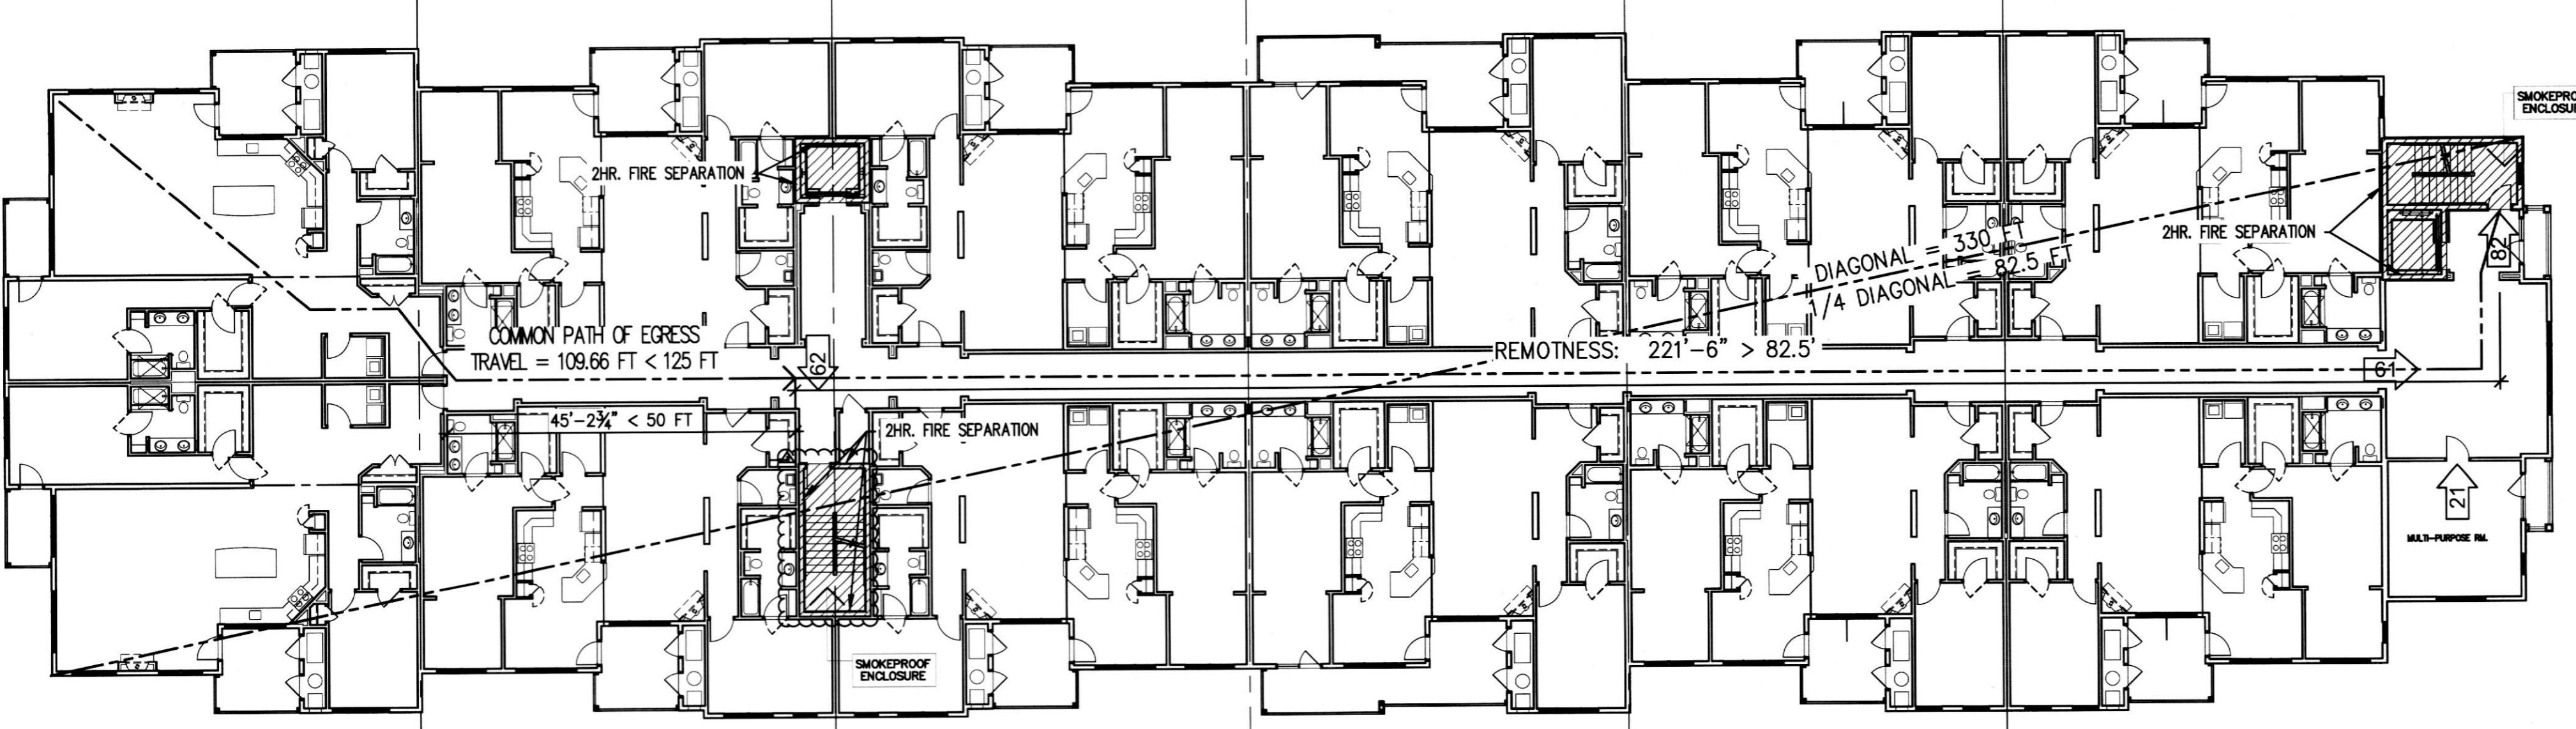 SMOKEPRO
ENCLOSU
2HR. FIRE SEPARATION
2HR. FIRE SEPARATION
82
DIAGONAL = 330 FT
1/4 DIAGONAL = 82.5 FT
COMMON PATH OF EGRESS
TRAVEL = 109.66 FT < 125 FT
62
REMOTNESS: 221'-6" > 82.5'
61
45'-2¾" < 50 FT
2HR. FIRE SEPARATION
21
MULTI-PURPOSE RM.
SMOKEPROOF
ENCLOSURE